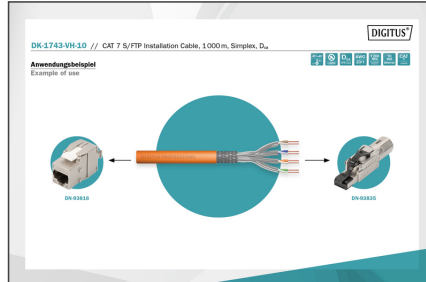 DIGITUS®
DK-1743-VH-10 // CAT 7 S/FTP Installation Cable, 1000 m, Simplex, Dca
Anwendungsbeispiel
Example of use
DN-93818
DN-93835